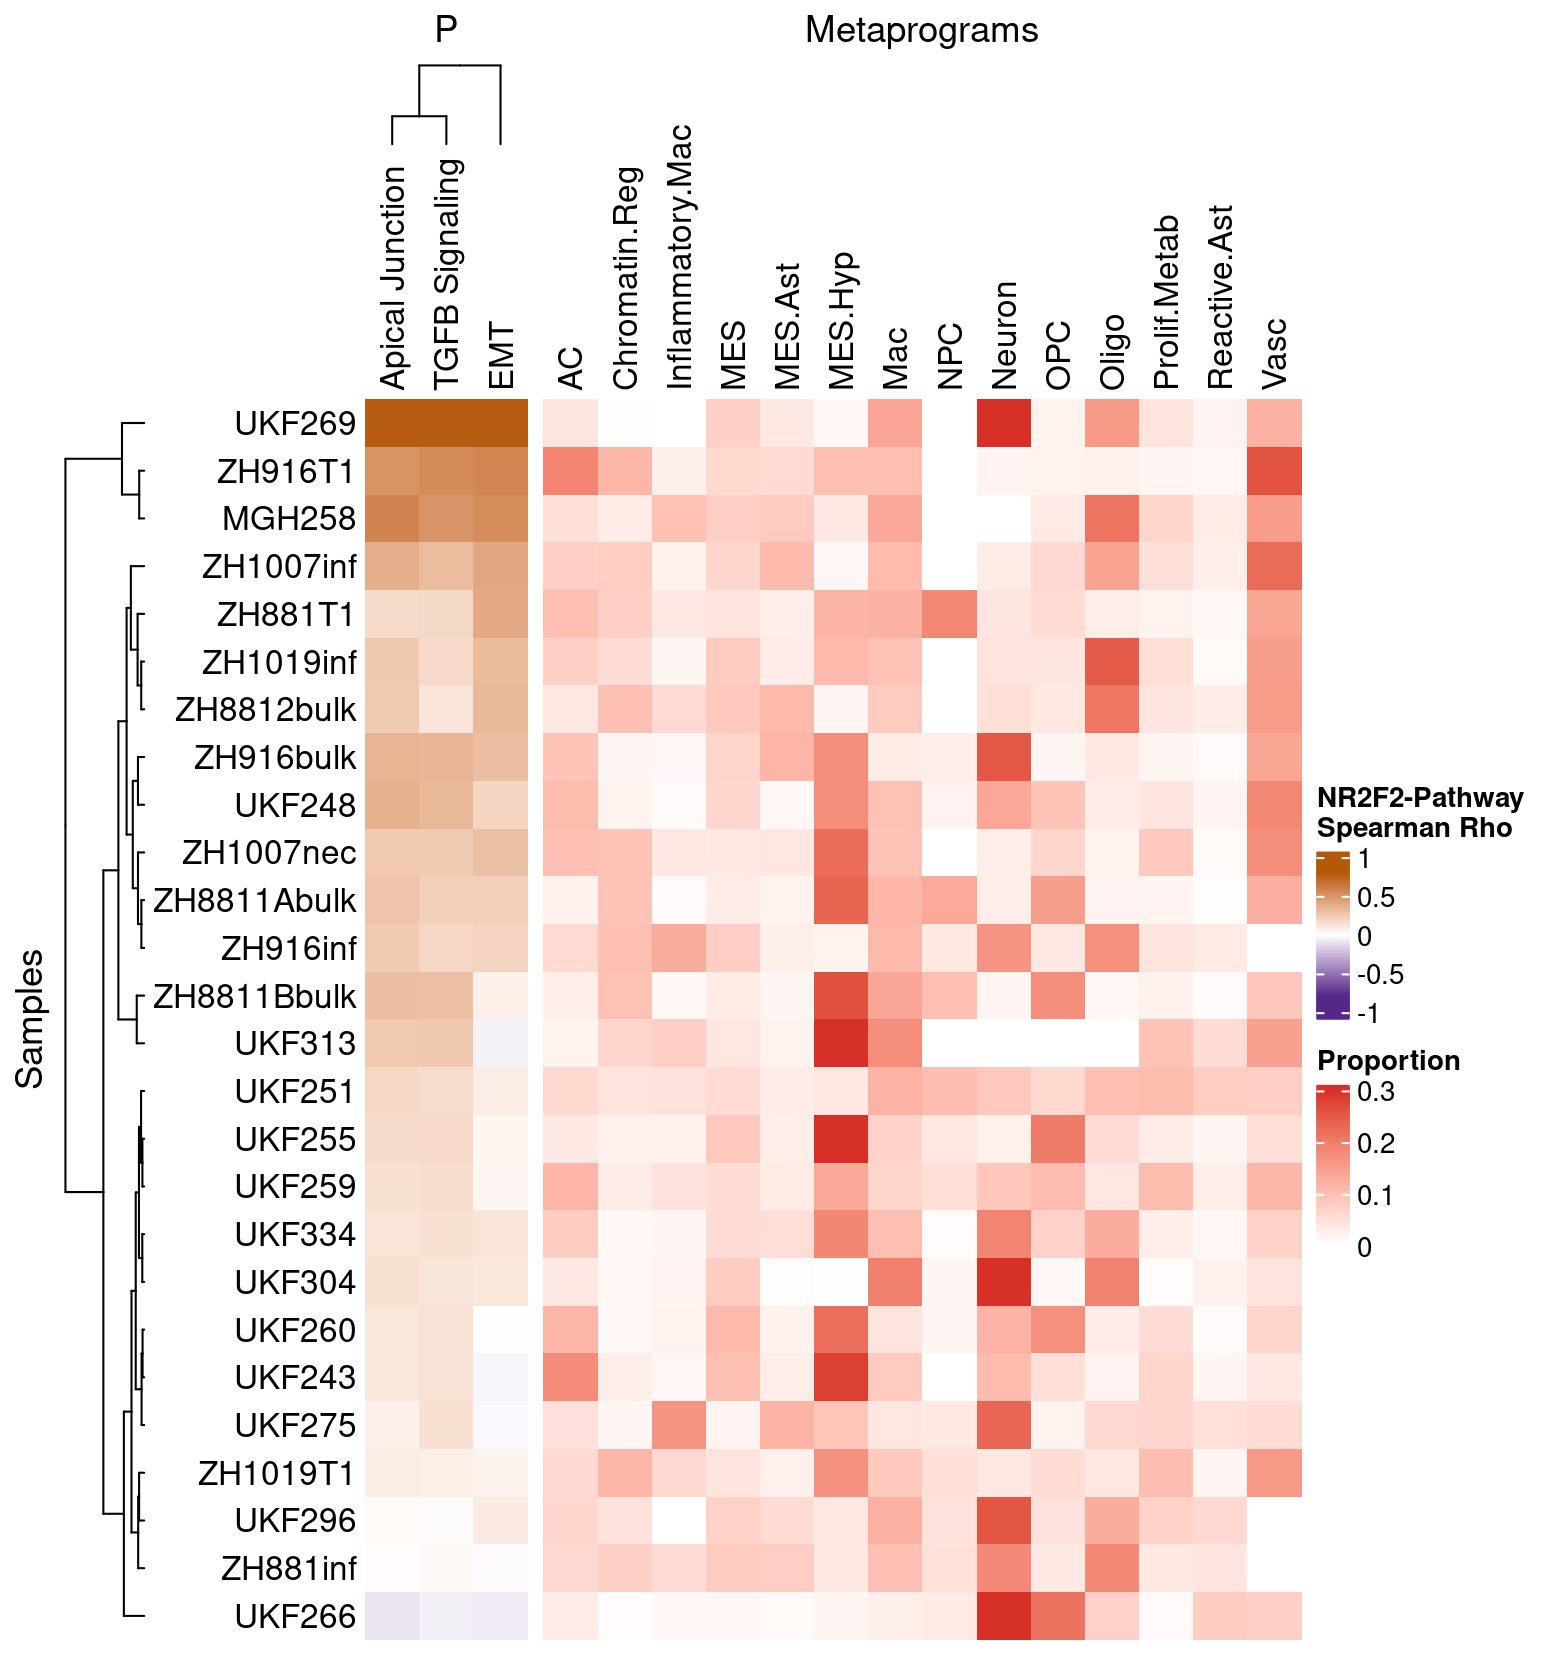 P
Metaprograms
Apical Junction
TGFB Signaling
EMT
AC
Chromatin.Reg
Inflammatory.Mac
MES
MES.Ast
MES.Hyp
Mac
NPC
Neuron
OPC
Oligo
Prolif.Metab
Reactive.Ast
Vasc
Samples
UKF269
ZH916T1
MGH258
ZH1007inf
ZH881T1
ZH1019inf
ZH8812bulk
ZH916bulk
UKF248
ZH1007nec
ZH8811Abulk
ZH916inf
ZH8811Bbulk
UKF313
UKF251
UKF255
UKF259
UKF334
UKF304
UKF260
UKF243
UKF275
ZH1019T1
UKF296
ZH881inf
UKF266
NR2F2-Pathway
Spearman Rho
1
0.5
0
-0.5
-1
Proportion
0.3
0.2
0.1
0